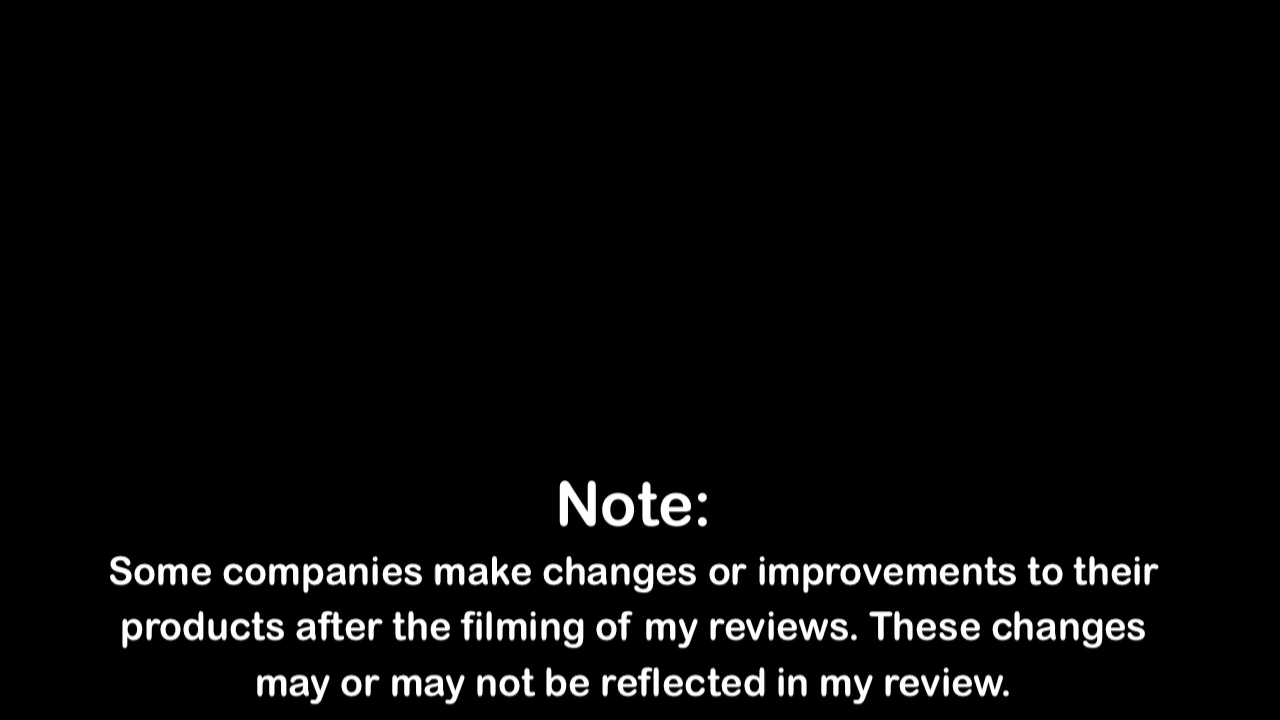 Note:
Some companies make changes or improvements to their
products after the filming of my reviews. These changes
may or may not be reflected in my review.